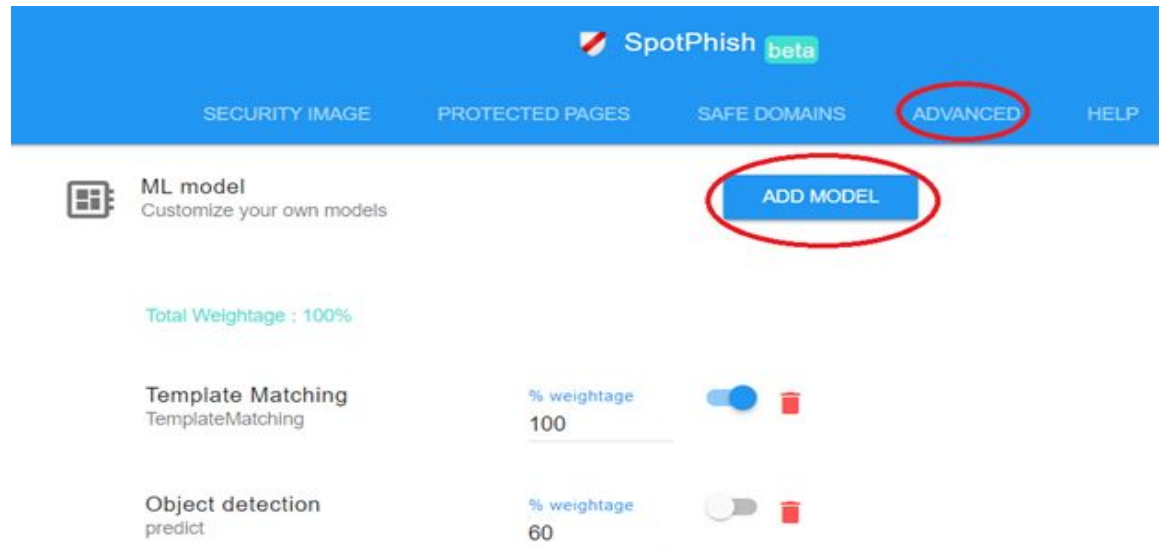 SpotPhish beta
SECURITY IMAGE PROTECTED PAGES SAFE DOMAINS ADVANCED HELP
ML model
Customize your own models
ADD MODEL
Total Weightage : 100%
Template Matching
TemplateMatching
% weightage
100
Object detection
predict
% weightage
60